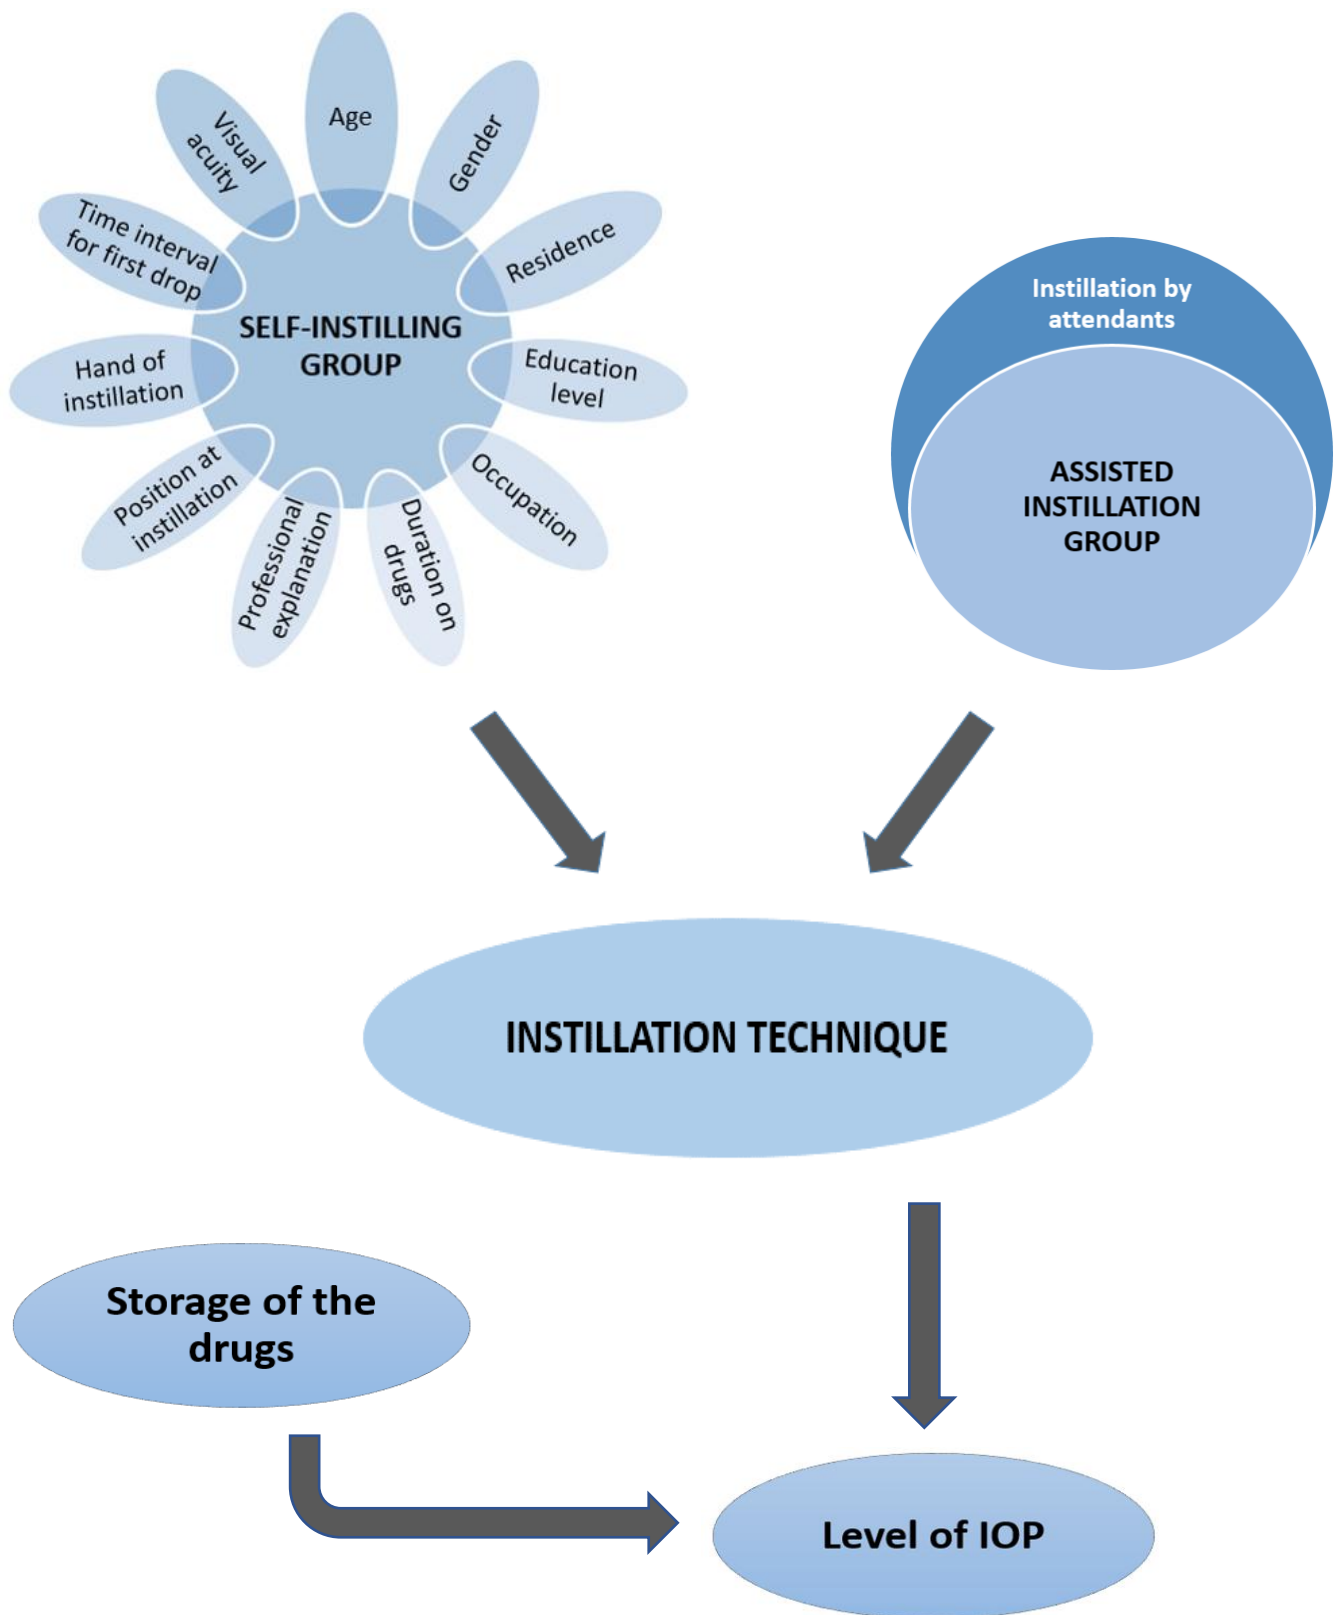 Age
Gender
Residence
Education
level
Occupation
Duration on
drugs
Professional
explanation
Position at
instillation
Hand of
instillation
Time interval
for first drop
Visual
acuity
SELF-INSTILLING
GROUP
Instillation by
attendants
ASSISTED
INSTILLATION
GROUP
INSTILLATION TECHNIQUE
Storage of the
drugs
Level of IOP